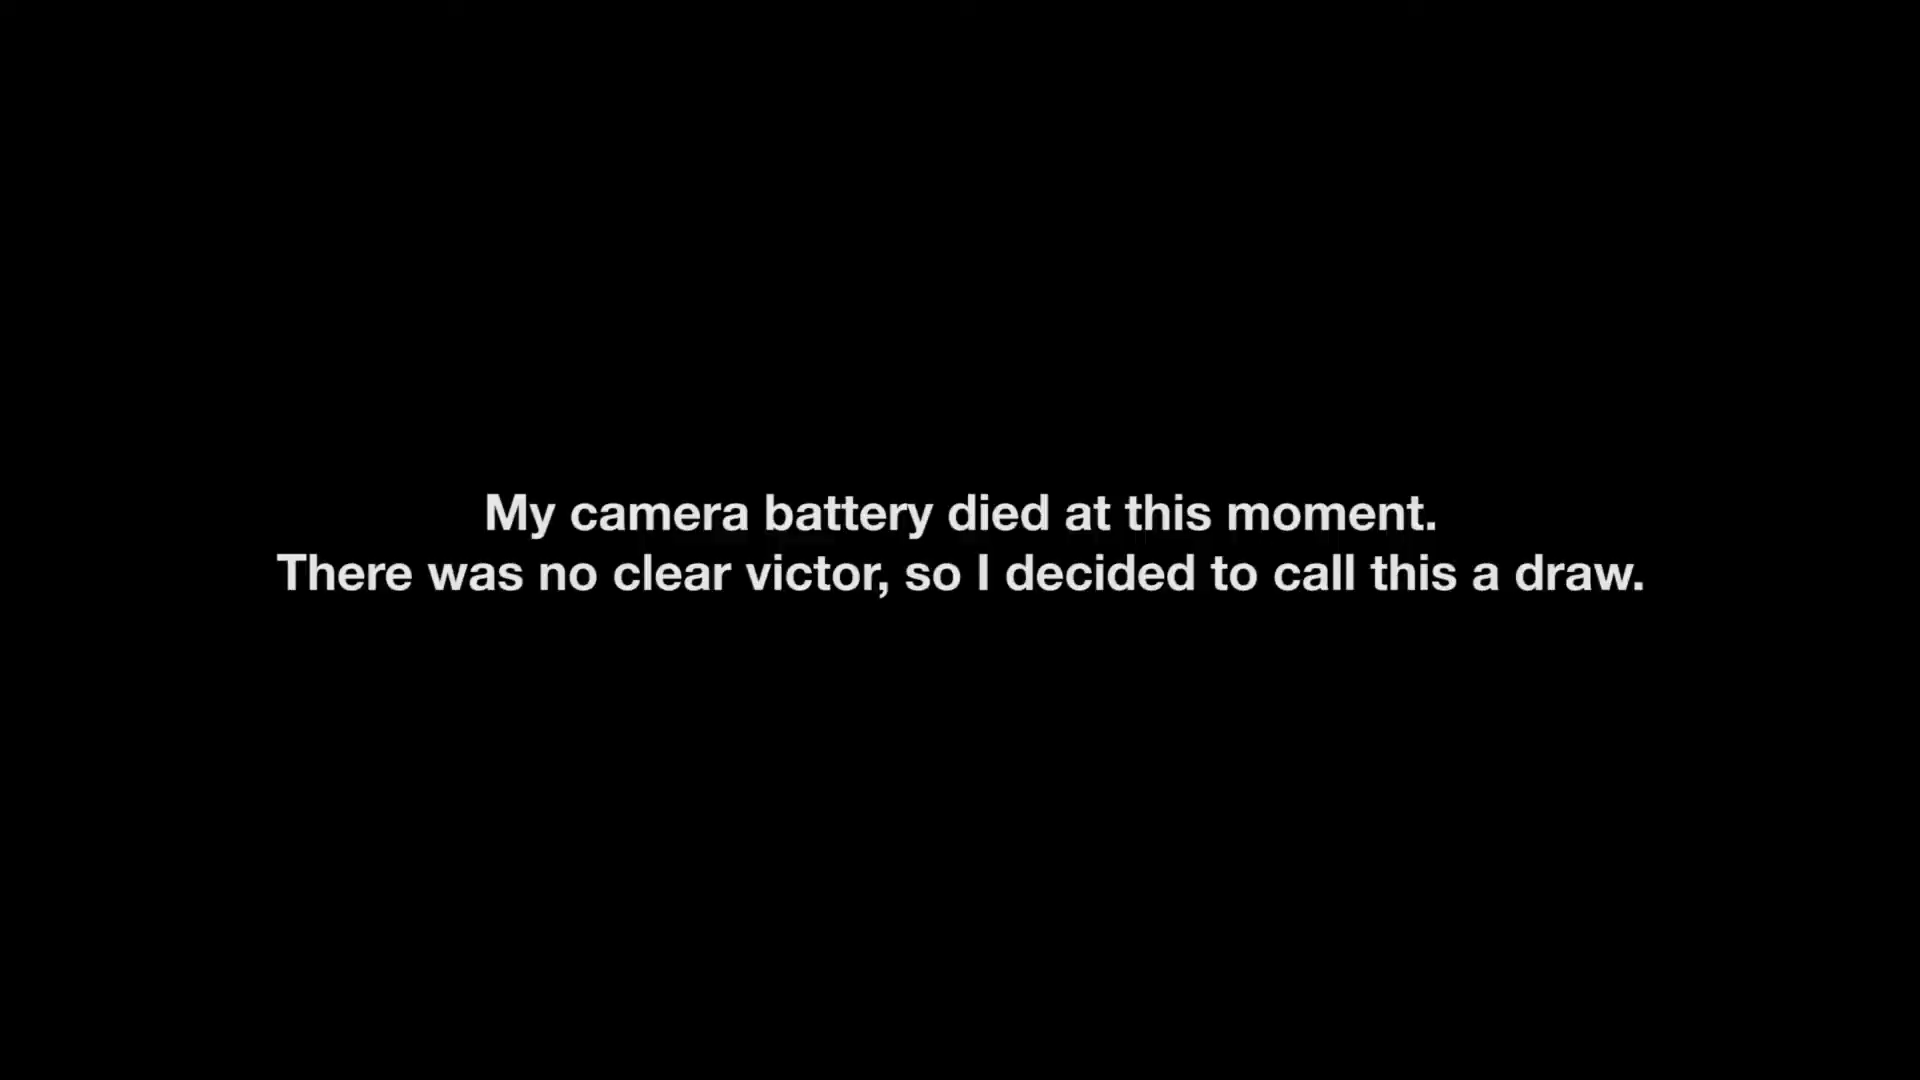 My camera battery died at this moment.
There was no clear victor, so I decided to call this a draw.